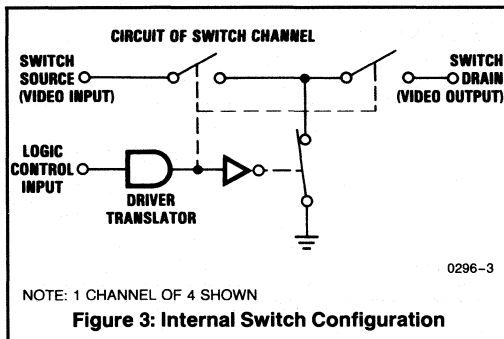 CIRCUIT OF SWITCH CHANNEL
SWITCH
SOURCE
(VIDEO INPUT)
SWITCH
DRAIN
(VIDEO OUTPUT)
LOGIC
CONTROL
INPUT
DRIVER
TRANSLATOR
0296–3
NOTE: 1 CHANNEL OF 4 SHOWN
Figure 3: Internal Switch Configuration